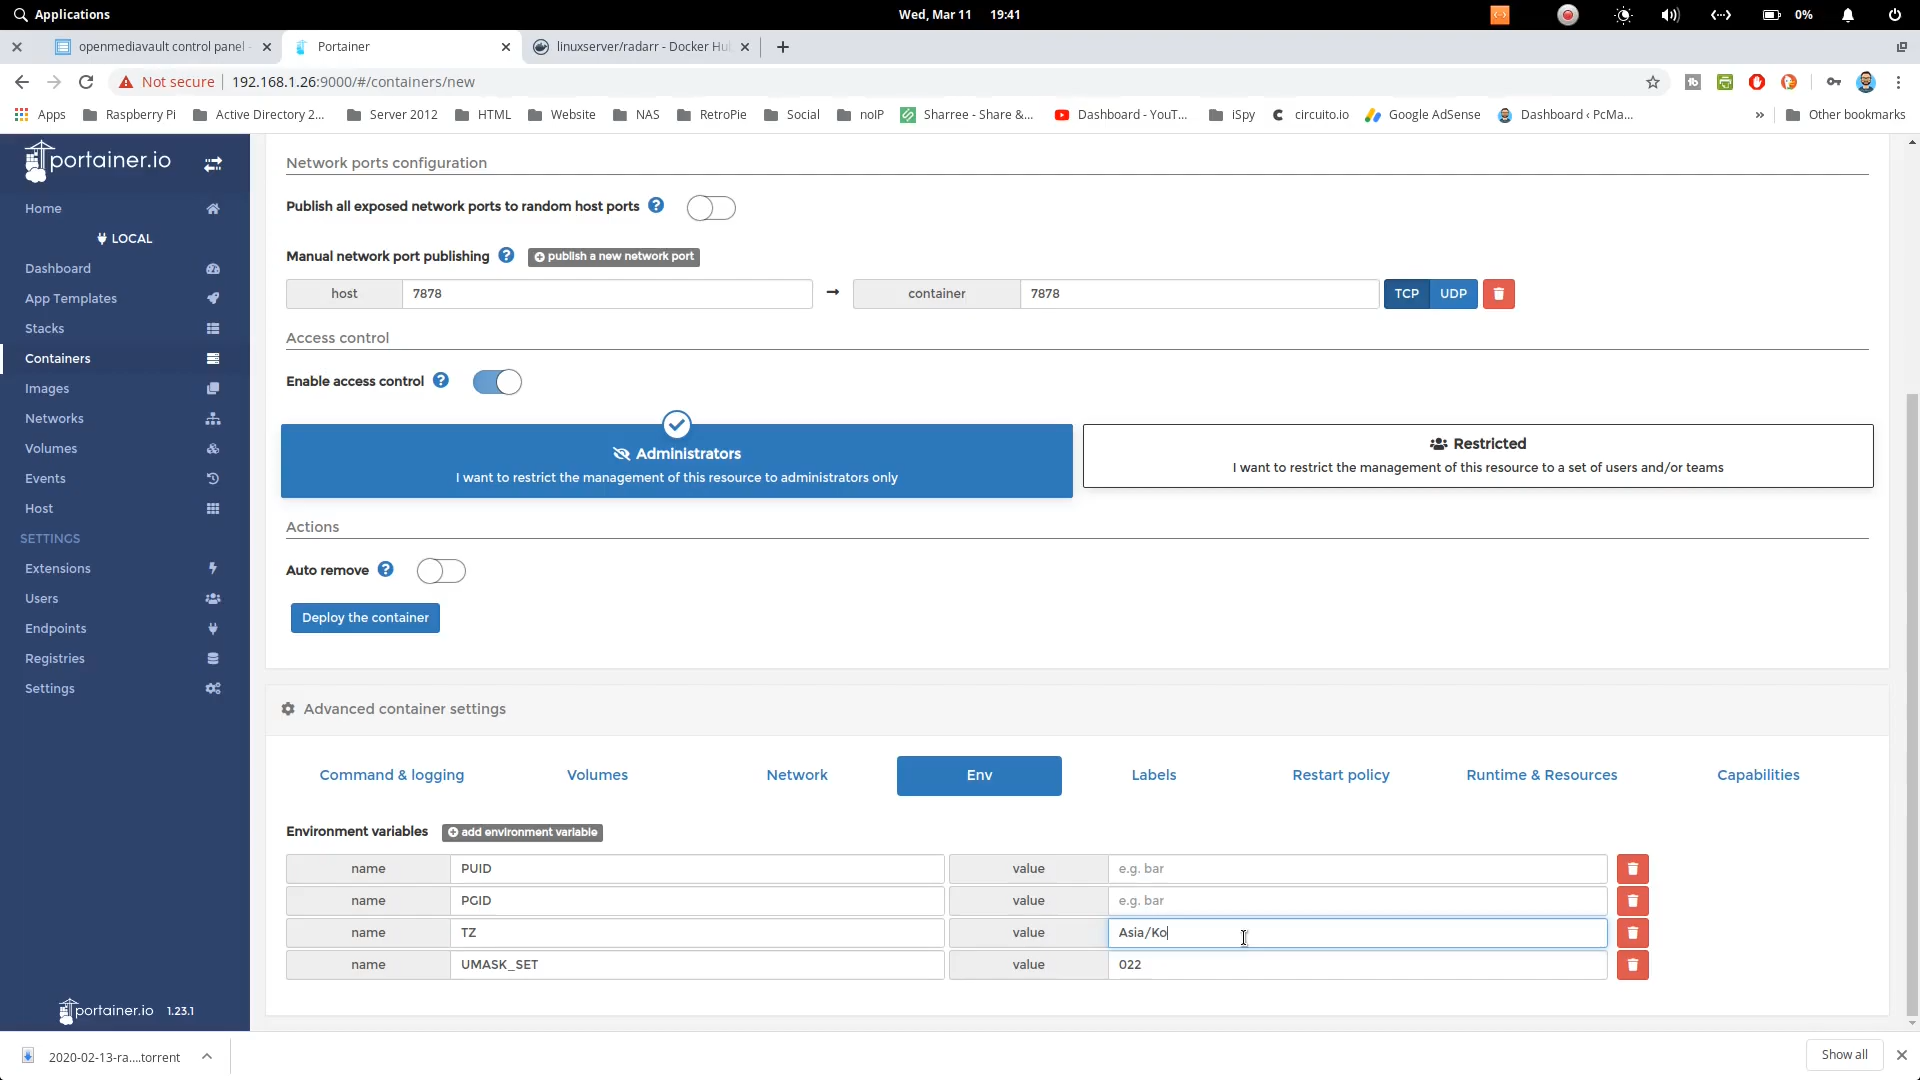 Applications
Wed, Mar 11 19:41
0%
openmediavault control panel
Portainer
linuxserver/radarr - Docker Hu
Not secure 192.168.1.26:9000/#/containers/new
Apps Raspberry Pi Active Directory 2... Server 2012 HTML Website NAS RetroPie Social noIP Sharree - Share &... Dashboard - YouT... iSpy circuito.io Google AdSense Dashboard ‹ PcMa... » Other bookmarks
portainer.io
Home
LOCAL
Dashboard
App Templates
Stacks
Containers
Images
Networks
Volumes
Events
Host
SETTINGS
Extensions
Users
Endpoints
Registries
Settings
portainer.io 1.23.1
Network ports configuration
Publish all exposed network ports to random host ports
Manual network port publishing publish a new network port
host 7878 → container 7878 TCP UDP
Access control
Enable access control
Administrators
I want to restrict the management of this resource to administrators only
Restricted
I want to restrict the management of this resource to a set of users and/or teams
Actions
Auto remove
Deploy the container
Advanced container settings
Command & logging Volumes Network Env Labels Restart policy Runtime & Resources Capabilities
Environment variables add environment variable
name PUID value e.g. bar
name PGID value e.g. bar
name TZ value Asia/Ko
name UMASK_SET value 022
2020-02-13-ra....torrent
Show all